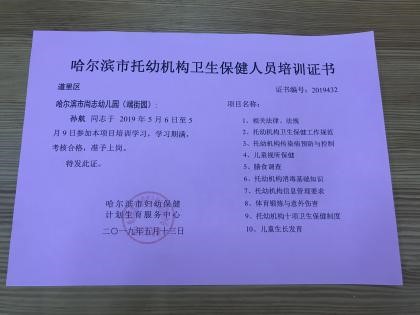 哈尔滨市托幼机构卫生保健人员培训证书
道里区
证书编号：2019432
哈尔滨市尚志幼儿园（端街园）：
孙航 同志于 2019 年 5 月 6 日至 5
月 9 日参加本项目培训学习，学习期满，
考核合格，准予上岗。
特发此证。
哈尔滨市妇幼保健
计划生育服务中心
二〇一九年五月十三日
项目名称：
1、相关法律、法规
2、托幼机构卫生保健工作规范
3、托幼机构传染病预防与控制
4、儿童视听保健
5、膳食调查
6、托幼机构消毒基础知识
7、托幼机构信息管理要求
8、体育锻炼与意外伤害
9、托幼机构十项卫生保健制度
10、儿童生长发育